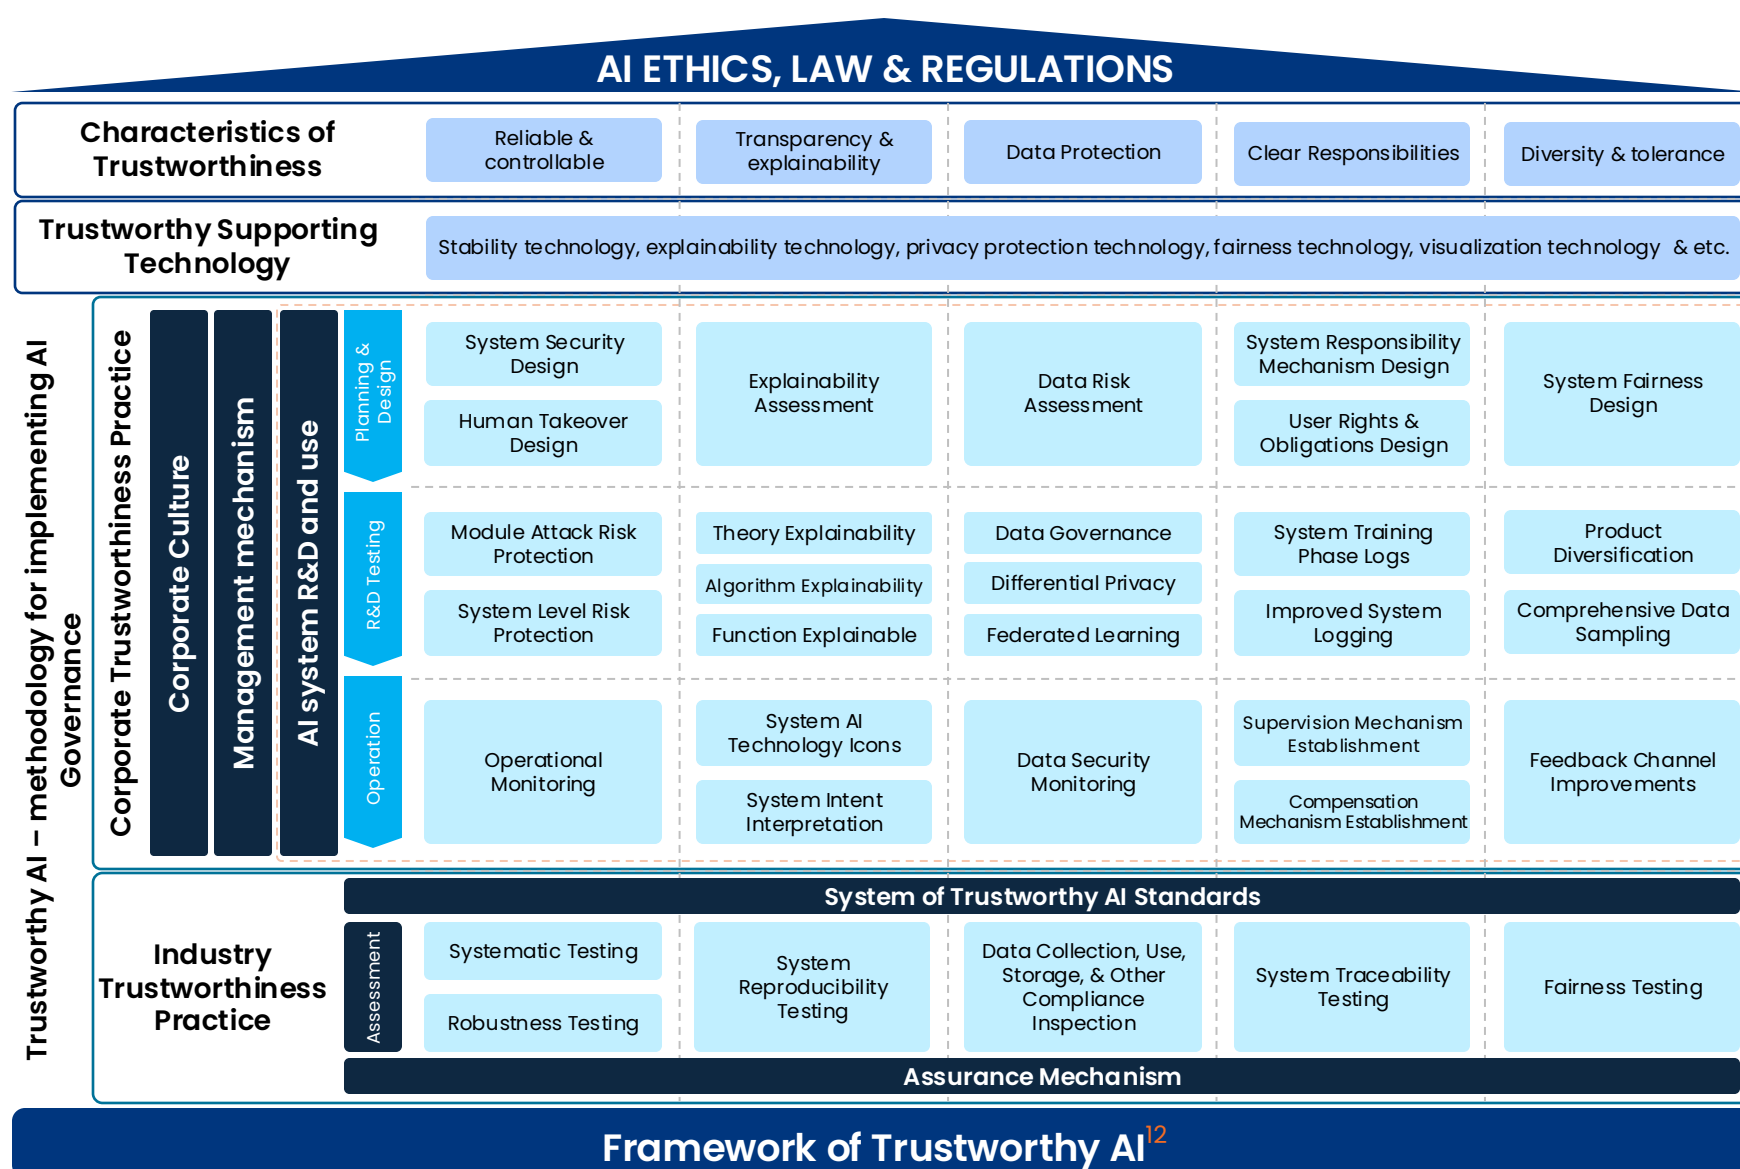 AI ETHICS, LAW & REGULATIONS
Characteristics of
Trustworthiness
Reliable &
controllable
Transparency &
explainability
Data Protection
Clear Responsibilities
Diversity & tolerance
Trustworthy Supporting
Technology
Stability technology, explainability technology, privacy protection technology, fairness technology, visualization technology & etc.
Trustworthy AI – methodology for implementing AI
Governance
Corporate Trustworthiness Practice
Corporate Culture
Management mechanism
AI system R&D and use
Planning &
Design
System Security
Design
Human Takeover
Design
Explainability
Assessment
Data Risk
Assessment
System Responsibility
Mechanism Design
User Rights &
Obligations Design
System Fairness
Design
R&D Testing
Module Attack Risk
Protection
System Level Risk
Protection
Theory Explainability
Algorithm Explainability
Function Explainable
Data Governance
Differential Privacy
Federated Learning
System Training
Phase Logs
Improved System
Logging
Product
Diversification
Comprehensive Data
Sampling
Operation
Operational
Monitoring
System AI
Technology Icons
System Intent
Interpretation
Data Security
Monitoring
Supervision Mechanism
Establishment
Compensation
Mechanism Establishment
Feedback Channel
Improvements
Industry
Trustworthiness
Practice
System of Trustworthy AI Standards
Assessment
Systematic Testing
Robustness Testing
System
Reproducibility
Testing
Data Collection, Use,
Storage, & Other
Compliance
Inspection
System Traceability
Testing
Fairness Testing
Assurance Mechanism
Framework of Trustworthy AI12